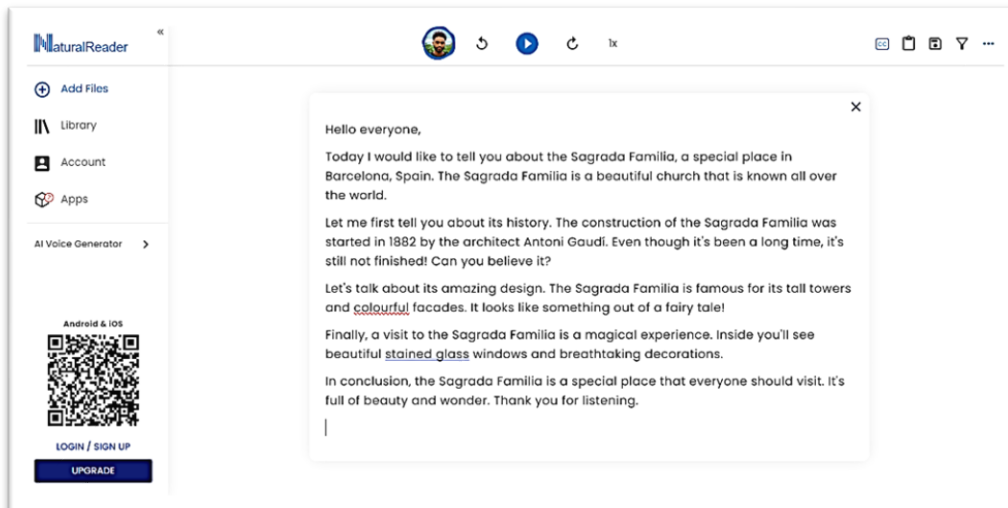 NaturalReader
«
1x
CC
Add Files
Library
Account
Apps
AI Voice Generator
Hello everyone,
Today I would like to tell you about the Sagrada Familia, a special place in
Barcelona, Spain. The Sagrada Familia is a beautiful church that is known all over
the world.
Let me first tell you about its history. The construction of the Sagrada Familia was
started in 1882 by the architect Antoni Gaudí. Even though it's been a long time, it's
still not finished! Can you believe it?
Let's talk about its amazing design. The Sagrada Familia is famous for its tall towers
and colourful facades. It looks like something out of a fairy tale!
Finally, a visit to the Sagrada Familia is a magical experience. Inside you'll see
beautiful stained glass windows and breathtaking decorations.
In conclusion, the Sagrada Familia is a special place that everyone should visit. It's
full of beauty and wonder. Thank you for listening.
Android & iOS
LOGIN / SIGN UP
UPGRADE